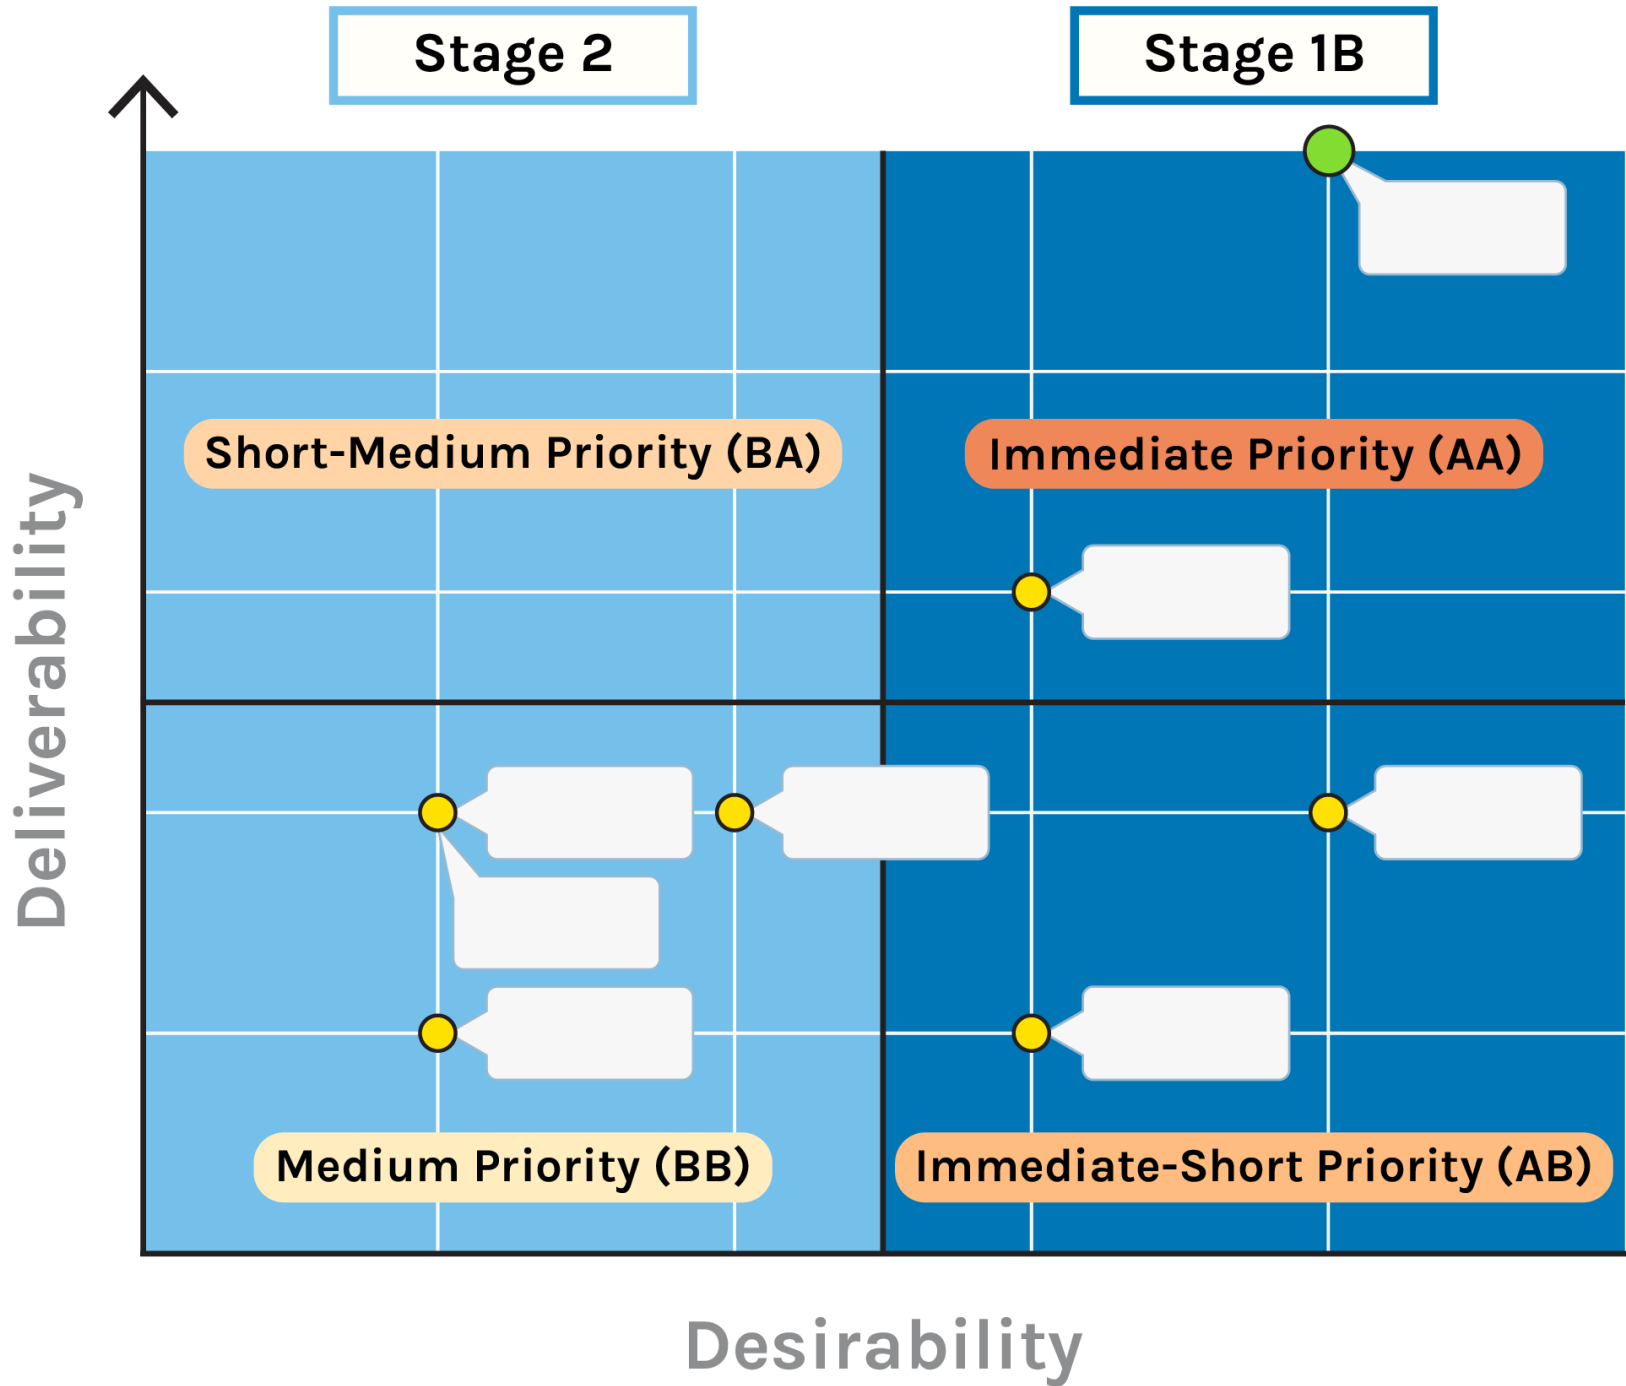 Stage 2
Stage 1B
Short-Medium Priority (BA)
Immediate Priority (AA)
Deliverability
Medium Priority (BB)
Immediate-Short Priority (AB)
Desirability